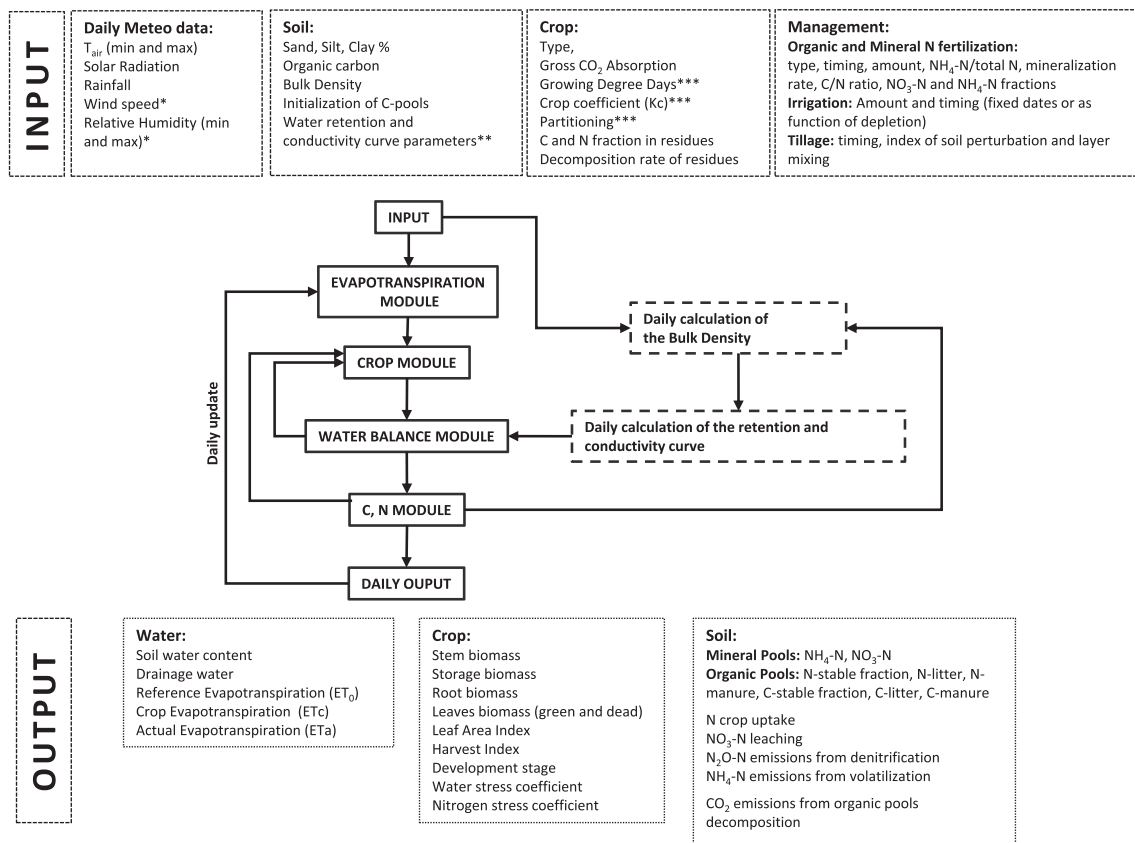 INPUT
Daily Meteo data:
Tair (min and max)
Solar Radiation
Rainfall
Wind speed*
Relative Humidity (min
and max)*
Soil:
Sand, Silt, Clay %
Organic carbon
Bulk Density
Initialization of C-pools
Water retention and
conductivity curve parameters**
Crop:
Type,
Gross CO2 Absorption
Growing Degree Days***
Crop coefficient (Kc)***
Partitioning***
C and N fraction in residues
Decomposition rate of residues
Management:
Organic and Mineral N fertilization:
type, timing, amount, NH4-N/total N, mineralization
rate, C/N ratio, NO3-N and NH4-N fractions
Irrigation: Amount and timing (fixed dates or as
function of depletion)
Tillage: timing, index of soil perturbation and layer
mixing
INPUT
EVAPOTRANSPIRATION
MODULE
CROP MODULE
WATER BALANCE MODULE
C, N MODULE
DAILY OUPUT
Daily update
Daily calculation of
the Bulk Density
Daily calculation of the retention and
conductivity curve
OUTPUT
Water:
Soil water content
Drainage water
Reference Evapotranspiration (ET0)
Crop Evapotranspiration (ETc)
Actual Evapotranspiration (ETa)
Crop:
Stem biomass
Storage biomass
Root biomass
Leaves biomass (green and dead)
Leaf Area Index
Harvest Index
Development stage
Water stress coefficient
Nitrogen stress coefficient
Soil:
Mineral Pools: NH4-N, NO3-N
Organic Pools: N-stable fraction, N-litter, N-
manure, C-stable fraction, C-litter, C-manure
N crop uptake
NO3-N leaching
N2O-N emissions from denitrification
NH4-N emissions from volatilization
CO2 emissions from organic pools
decomposition